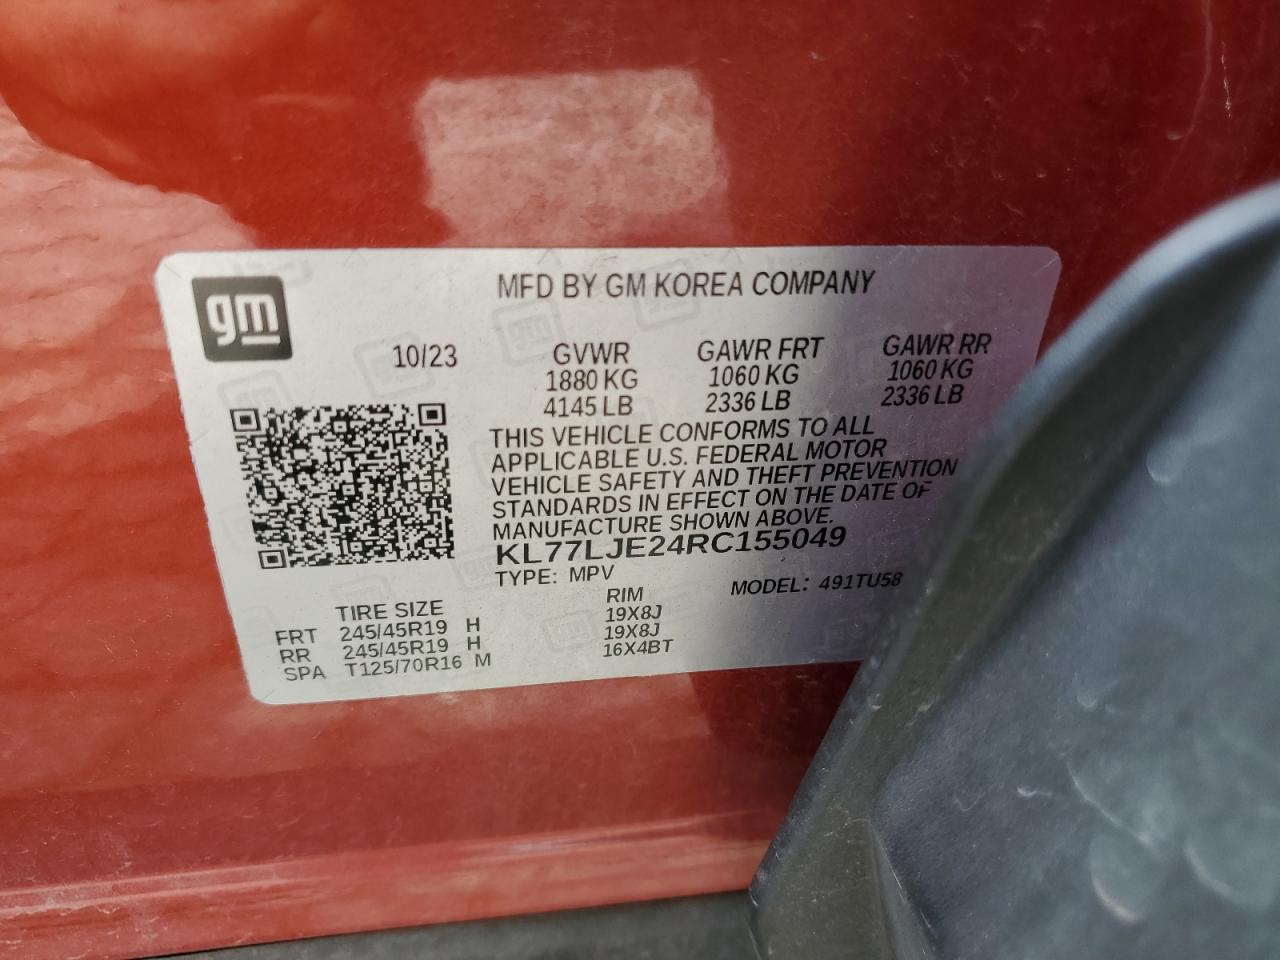 gm
MFD BY GM KOREA COMPANY
10/23 GVWR GAWR FRT GAWR RR
1880 KG 1060 KG 1060 KG
4145 LB 2336 LB 2336 LB
THIS VEHICLE CONFORMS TO ALL
APPLICABLE U.S. FEDERAL MOTOR
VEHICLE SAFETY AND THEFT PREVENTION
STANDARDS IN EFFECT ON THE DATE OF
MANUFACTURE SHOWN ABOVE.
KL77LJE24RC155049
TYPE: MPV MODEL: 491TU58
TIRE SIZE RIM
FRT 245/45R19 H 19X8J
RR 245/45R19 H 19X8J
SPA T125/70R16 M 16X4BT